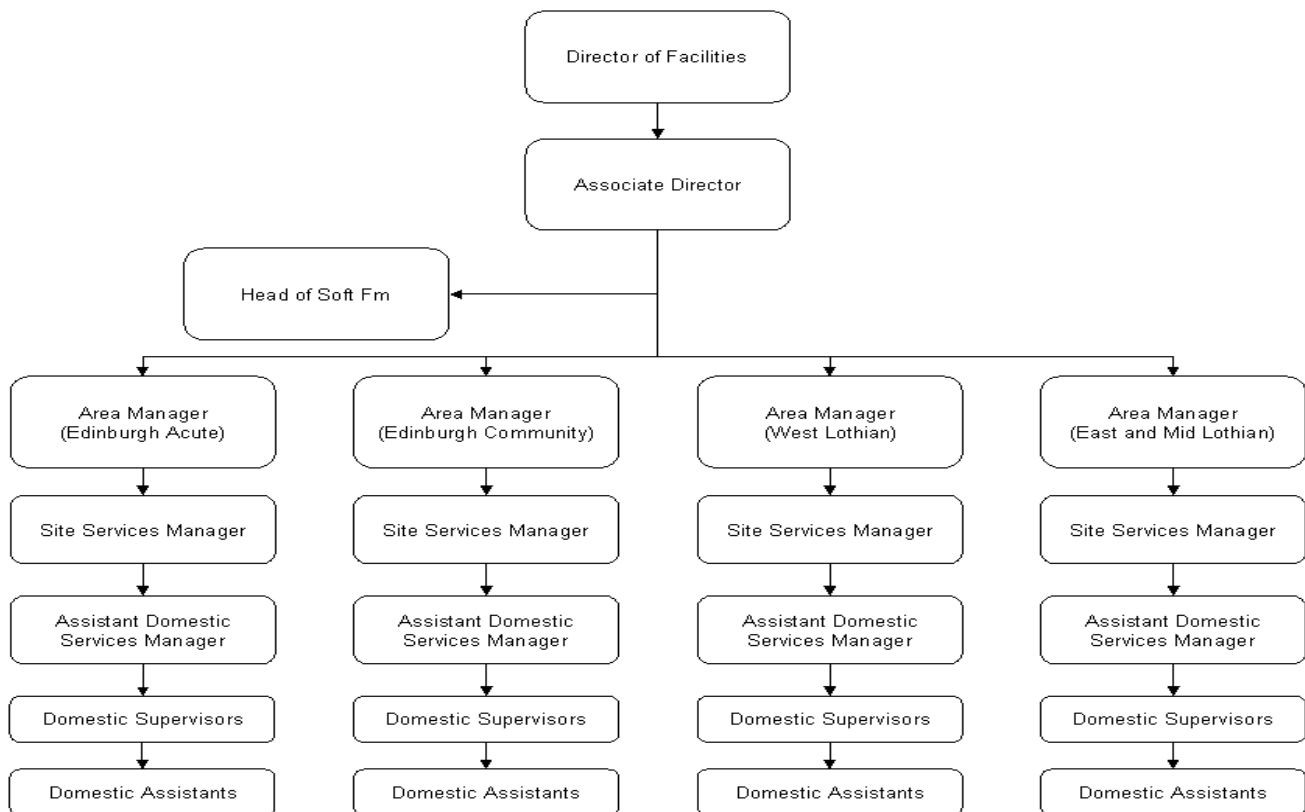 Director of Facilities
Associate Director
Head of Soft Fm
Area Manager
(Edinburgh Acute)
Area Manager
(Edinburgh Community)
Area Manager
(West Lothian)
Area Manager
(East and Mid Lothian)
Site Services Manager
Site Services Manager
Site Services Manager
Site Services Manager
Assistant Domestic
Services Manager
Assistant Domestic
Services Manager
Assistant Domestic
Services Manager
Assistant Domestic
Services Manager
Domestic Supervisors
Domestic Supervisors
Domestic Supervisors
Domestic Supervisors
Domestic Assistants
Domestic Assistants
Domestic Assistants
Domestic Assistants